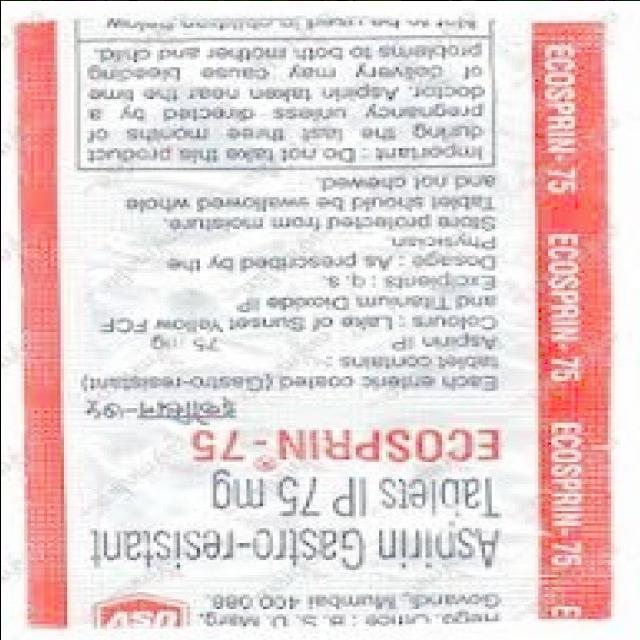 Regd. Office : B. S. D. Marg,
Govandi, Mumbai 400 088.
USV
Aspirin Gastro-resistant
Tablets IP 75 mg
ECOSPRIN®-75
इकोस्प्रिन-७५
Each enteric coated (Gastro-resistant)
tablet contains :
Aspirin IP 75 mg
Colours : Lake of Sunset Yellow FCF
and Titanium Dioxide IP
Excipients : q. s.
Dosage : As prescribed by the
Physician.
Store protected from moisture.
Tablet should be swallowed whole
and not chewed.
Important : Do not take this product
during the last three months of
pregnancy unless directed by a
doctor. Aspirin taken near the time
of delivery may cause bleeding
problems to both mother and child.
Not to be used in children below
ECOSPRIN- 75
ECOSPRIN- 75
ECOSPRIN-75
E